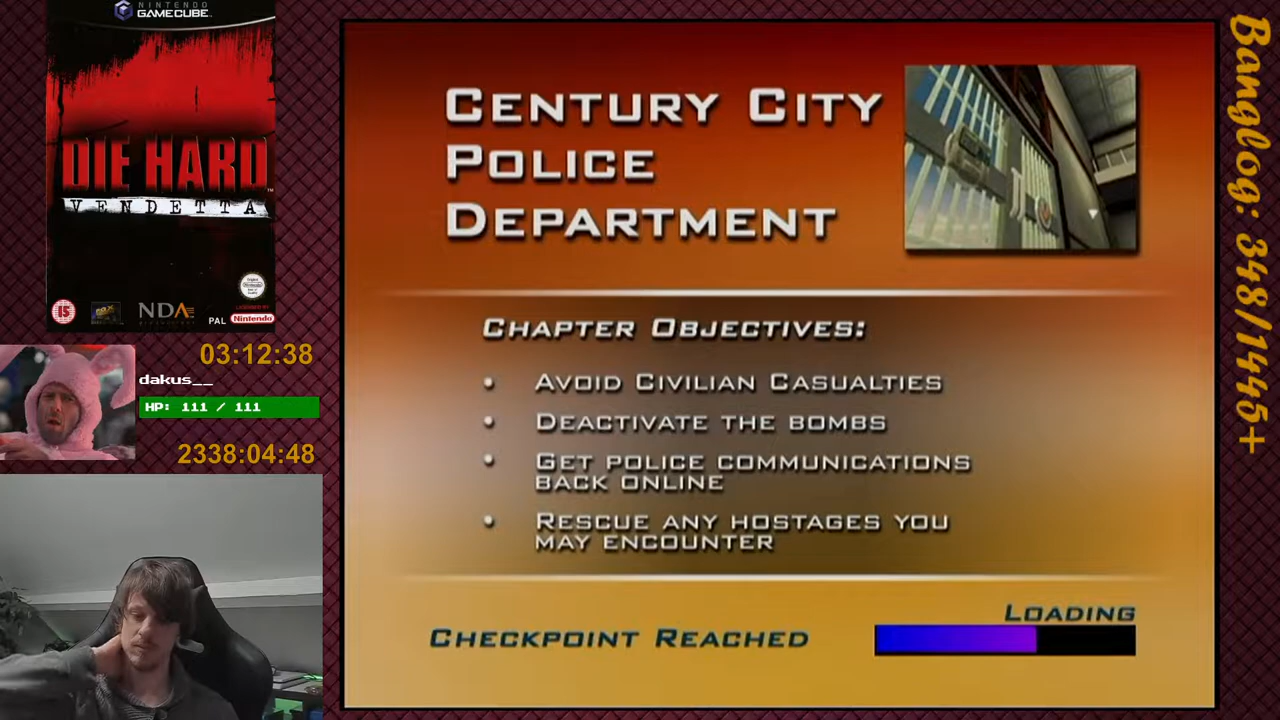 NINTENDO
GAMECUBE
DIE HARD
VENDETTA
15
NDA
PAL
Nintendo
03:12:38
dakus__
HP: 111 / 111
2338:04:48
CENTURY CITY
POLICE
DEPARTMENT
CHAPTER OBJECTIVES:
• AVOID CIVILIAN CASUALTIES
• DEACTIVATE THE BOMBS
• GET POLICE COMMUNICATIONS
BACK ONLINE
• RESCUE ANY HOSTAGES YOU
MAY ENCOUNTER
LOADING
CHECKPOINT REACHED
Banglog: 348/1445+